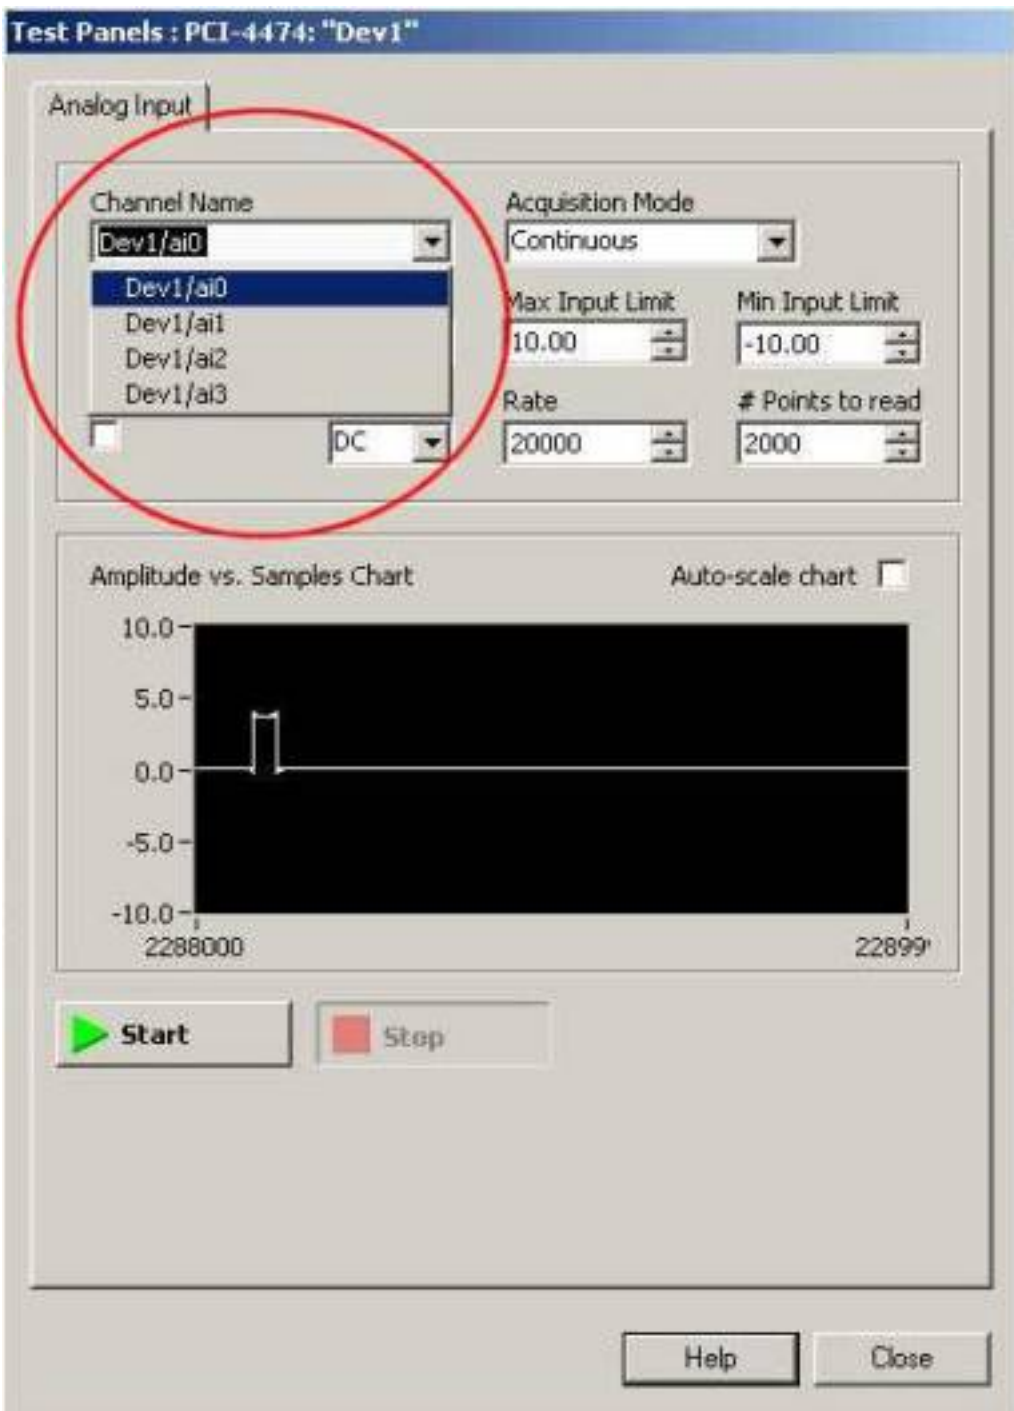 Test Panels : PCI-4474: "Dev1"
Analog Input
Channel Name
Dev1/ai0
Dev1/ai0
Dev1/ai1
Dev1/ai2
Dev1/ai3
DC
Acquisition Mode
Continuous
Max Input Limit
10.00
Min Input Limit
-10.00
Rate
20000
# Points to read
2000
Amplitude vs. Samples Chart
Auto-scale chart
10.0
5.0
0.0
-5.0
-10.0
2288000
22899
Start
Stop
Help
Close